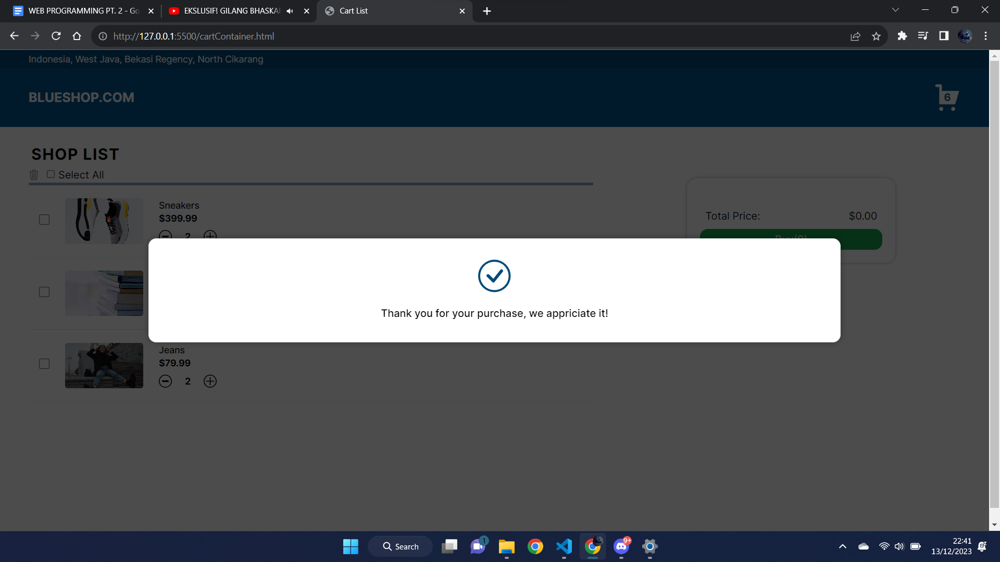 WEB PROGRAMMING PT. 2 - Go
EKSLUSIF! GILANG BHASKAR
Cart List
http://127.0.0.1:5500/cartContainer.html
Indonesia, West Java, Bekasi Regency, North Cikarang
BLUESHOP.COM
6
SHOP LIST
Select All
Sneakers
$399.99
2
Total Price: $0.00
Buy(0)
Thank you for your purchase, we appriciate it!
Jeans
$79.99
2
Search
1
9+
22:41
13/12/2023